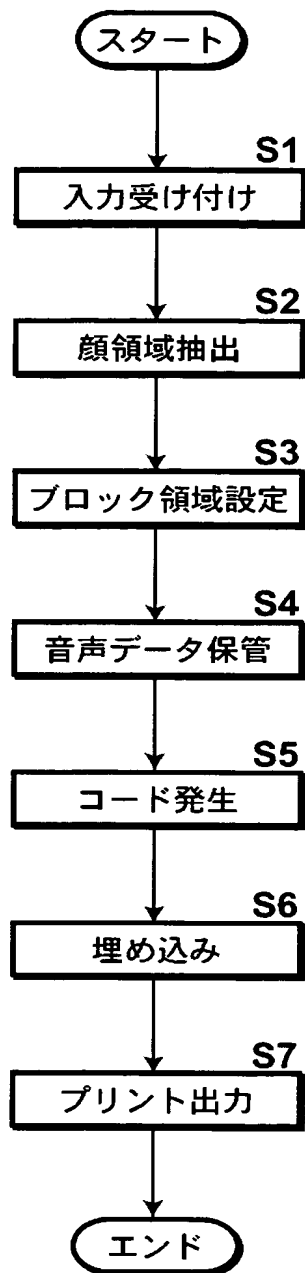 スタート
S1
入力受け付け
S2
顔領域抽出
S3
ブロック領域設定
S4
音声データ保管
S5
コード発生
S6
埋め込み
S7
プリント出力
エンド